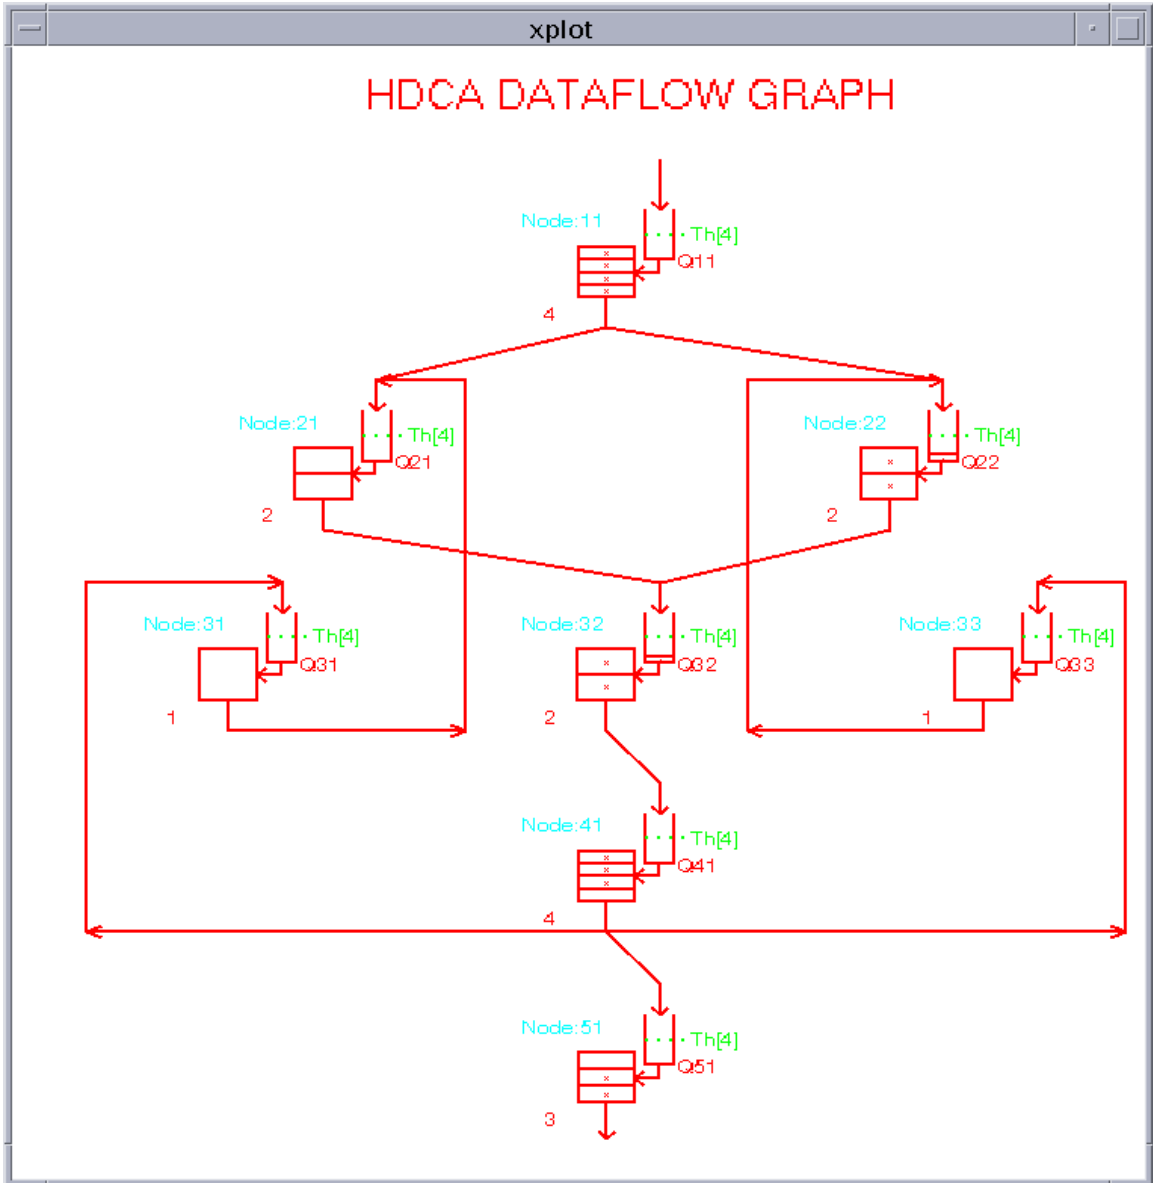 xplot
HDCA DATAFLOW GRAPH
Node:11
Th[4]
Q11
4
Node:21
Th[4]
Q21
2
Node:22
Th[4]
Q22
2
Node:31
Th[4]
Q31
1
Node:32
Th[4]
Q32
2
Node:33
Th[4]
Q33
1
Node:41
Th[4]
Q41
4
Node:51
Th[4]
Q51
3